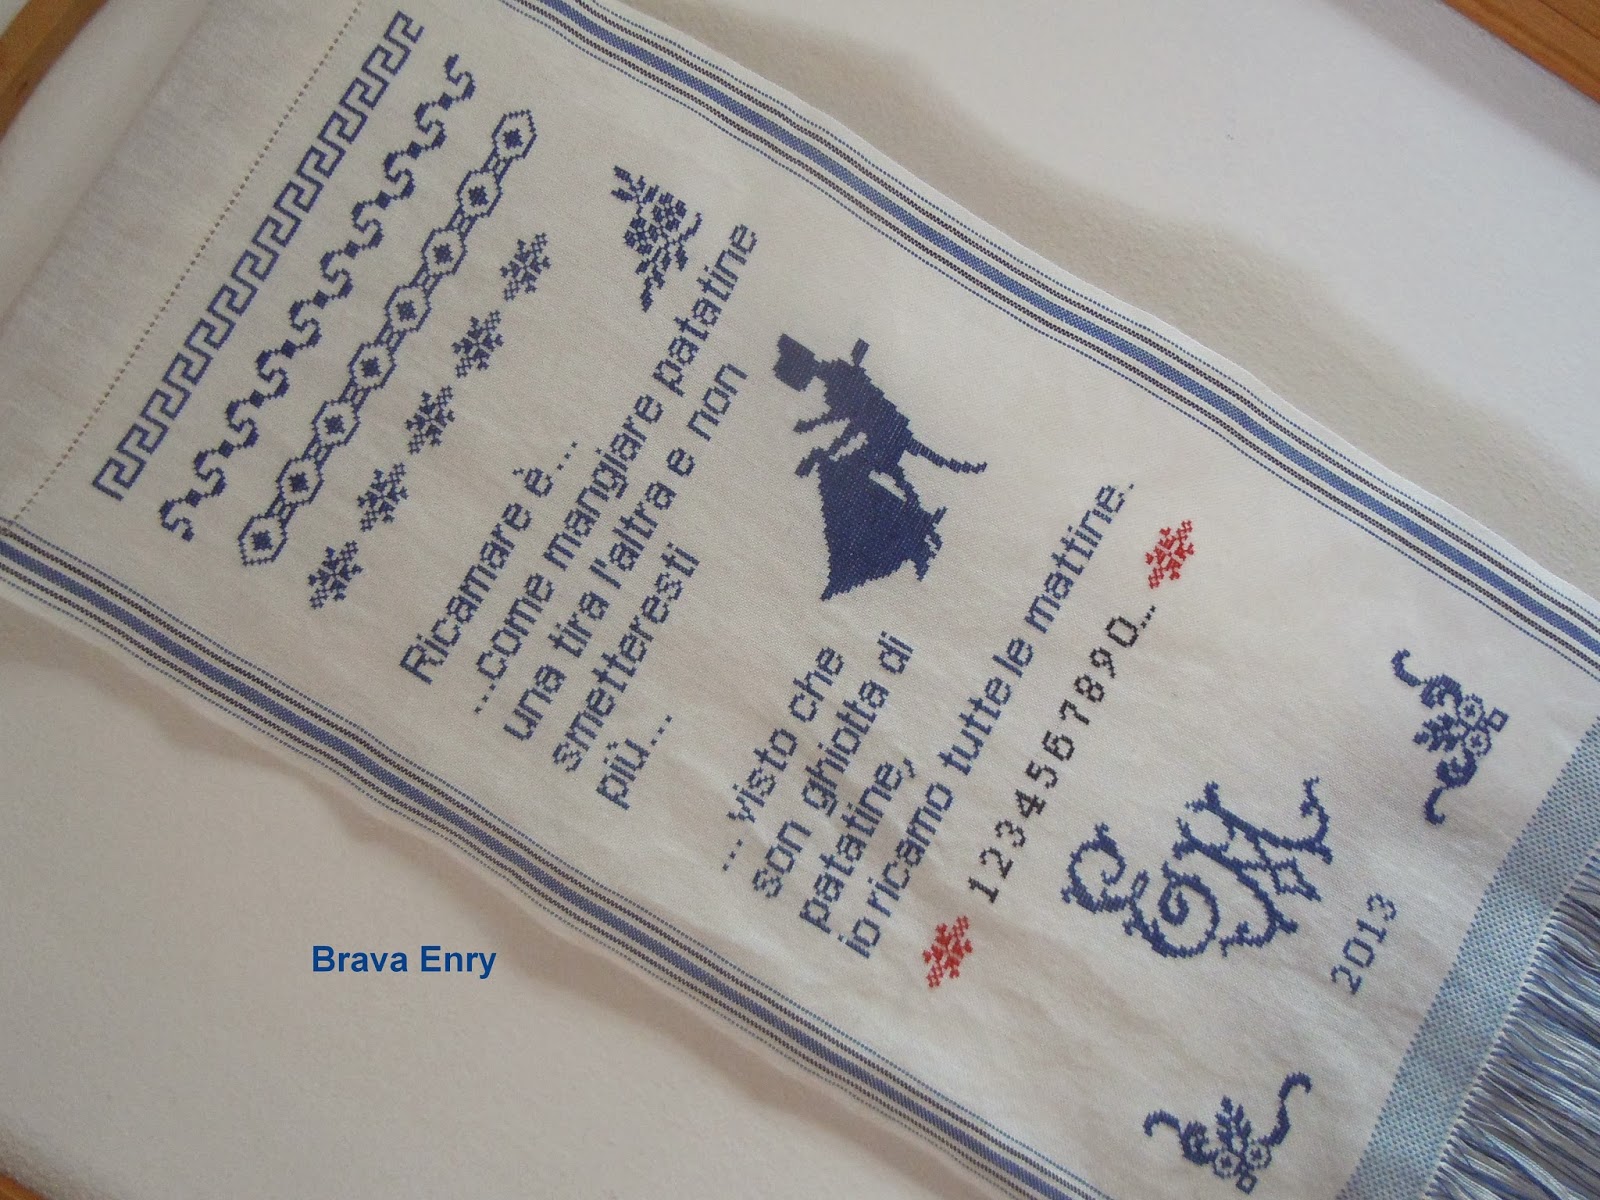 Ricamare è...
...come mangiare patatine
una tira l'altra e non
smetteresti
più...
...visto che
son ghiotta di
patatine,
io ricamo tutte le mattine.
1234567890...
EM
2013
Brava Enry